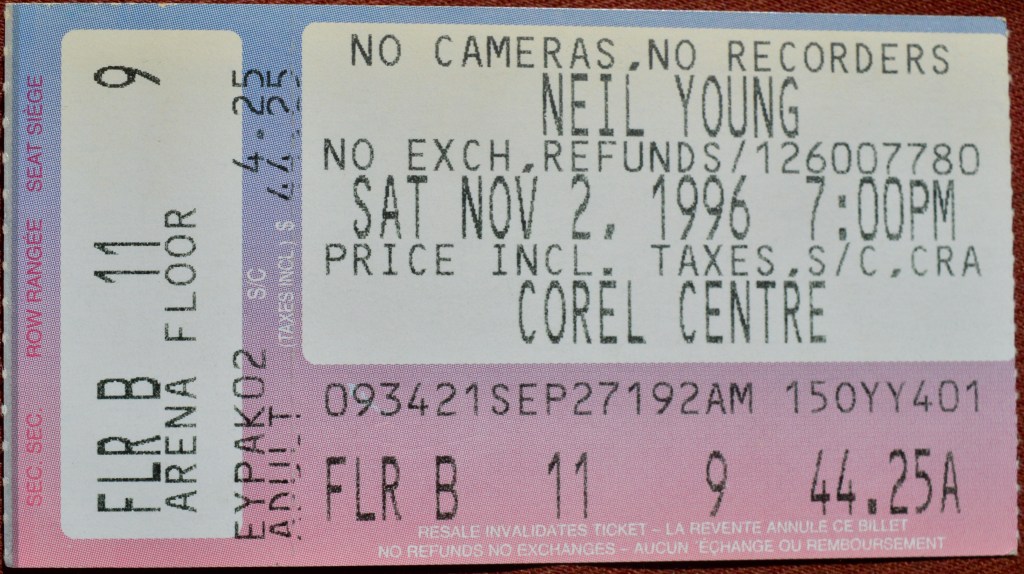 SEC. SEC. ROW RANGÉE SEAT SIÈGE
FLR B 11 9
ARENA FLOOR
EYPAK02 S/C 4.25
ADULT (TAXES INCL.) $ 44.25
NO CAMERAS,NO RECORDERS
NEIL YOUNG
NO EXCH,REFUNDS/126007780
SAT NOV 2, 1996 7:00PM
PRICE INCL. TAXES,S/C,CRA
COREL CENTRE
093421SEP27192AM 150YY401
FLR B 11 9 44.25A
RESALE INVALIDATES TICKET – LA REVENTE ANNULE CE BILLET
NO REFUNDS NO EXCHANGES – AUCUN ÉCHANGE OU REMBOURSEMENT